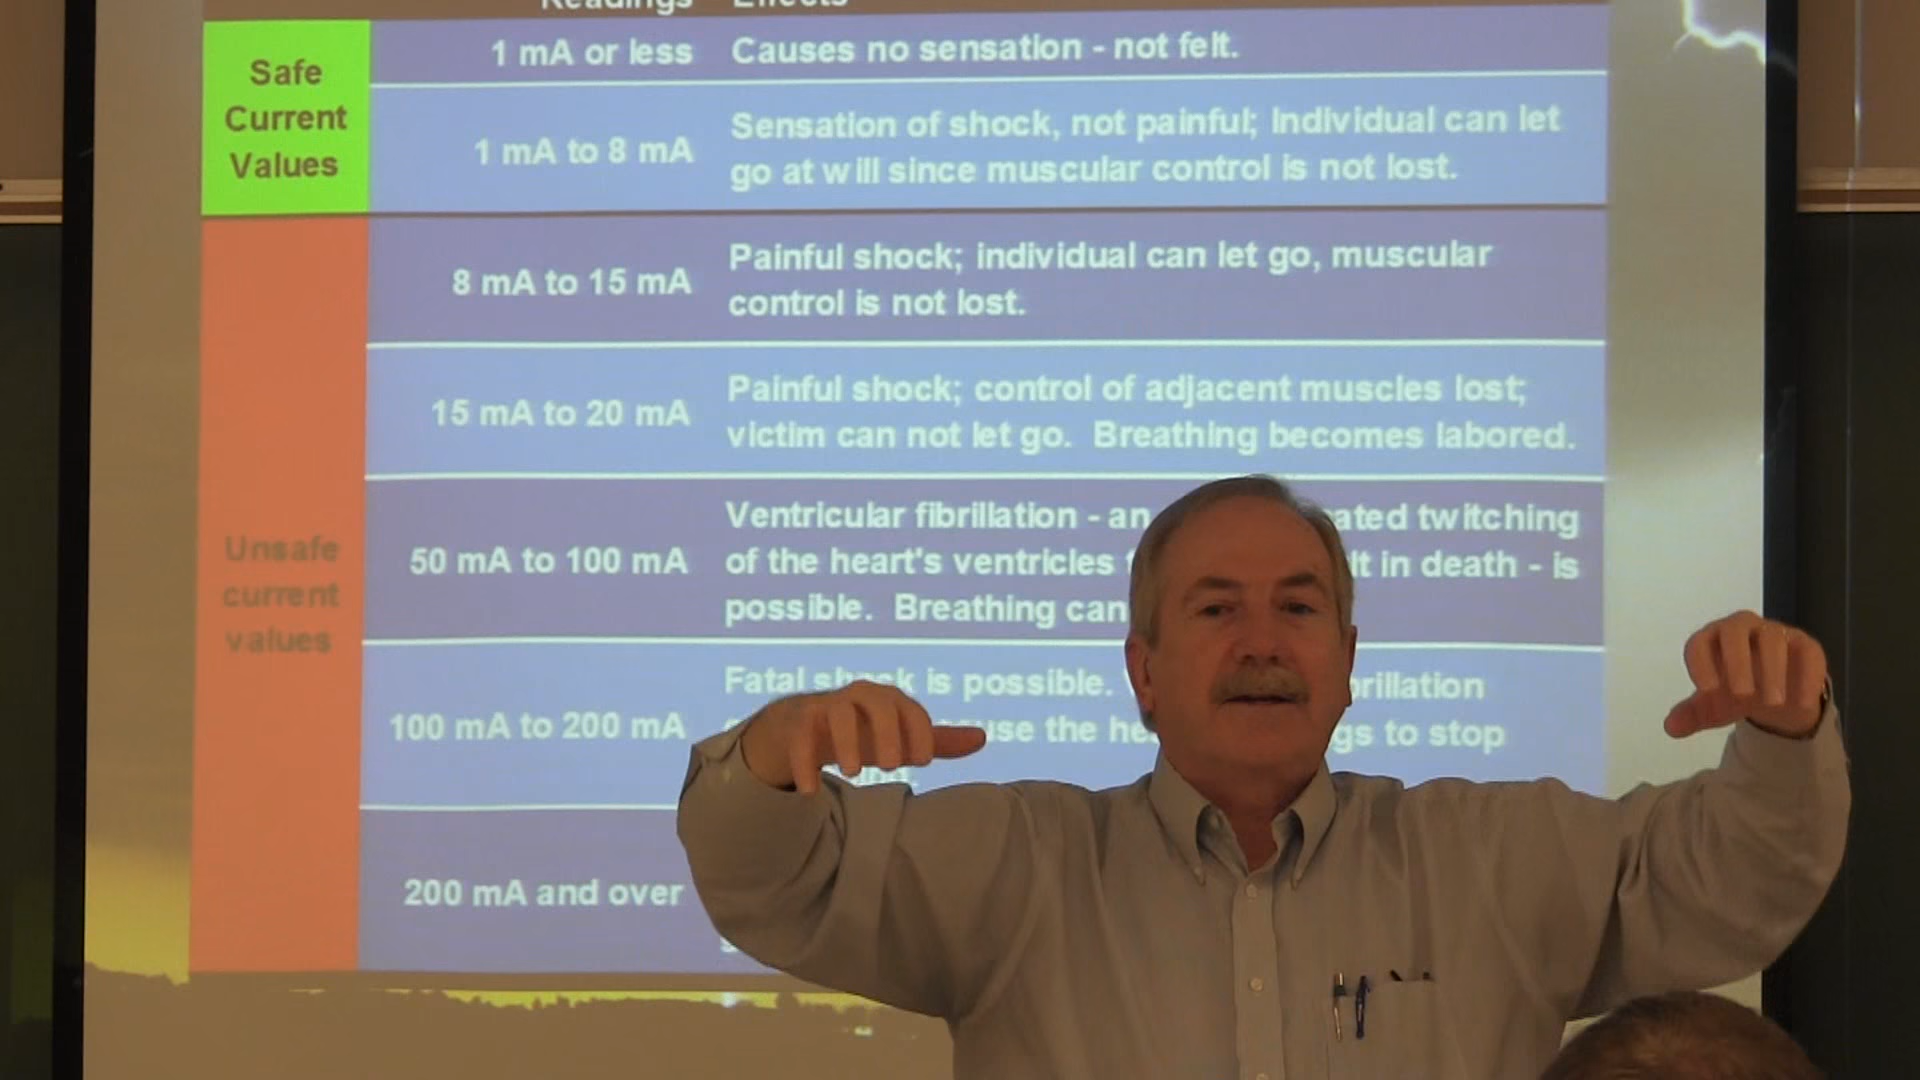 Readings Effects
Safe
Current
Values
1 mA or less
Causes no sensation - not felt.
1 mA to 8 mA
Sensation of shock, not painful; Individual can let
go at will since muscular control is not lost.
Unsafe
current
values
8 mA to 15 mA
Painful shock; individual can let go, muscular
control is not lost.
15 mA to 20 mA
Painful shock; control of adjacent muscles lost;
victim can not let go. Breathing becomes labored.
50 mA to 100 mA
Ventricular fibrillation - an twitching
of the heart's ventricles in death - is
possible. Breathing can
100 mA to 200 mA
Fatal is possible.
the to stop
200 mA and over